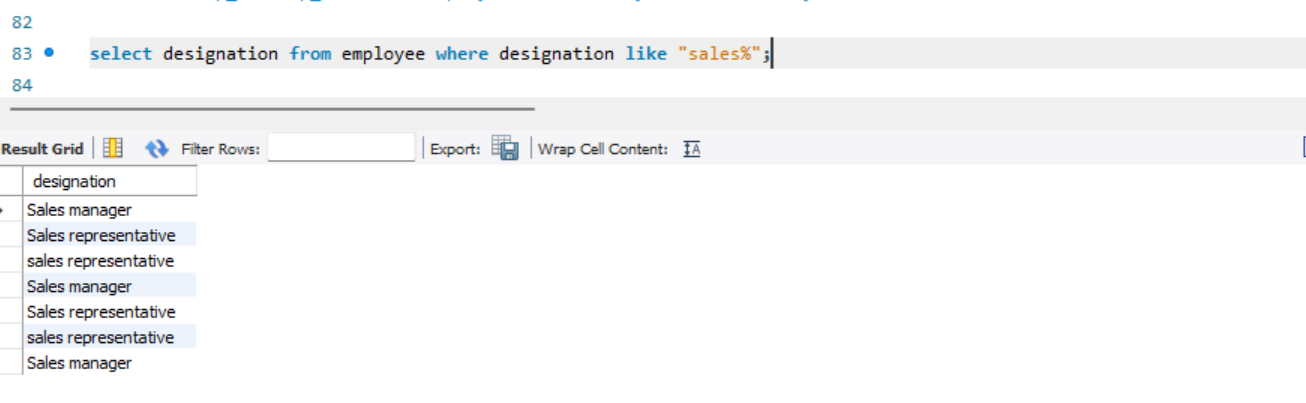 82
83 select designation from employee where designation like "sales%";
84
Result Grid Filter Rows: Export: Wrap Cell Content:
designation
Sales manager
Sales representative
sales representative
Sales manager
Sales representative
sales representative
Sales manager